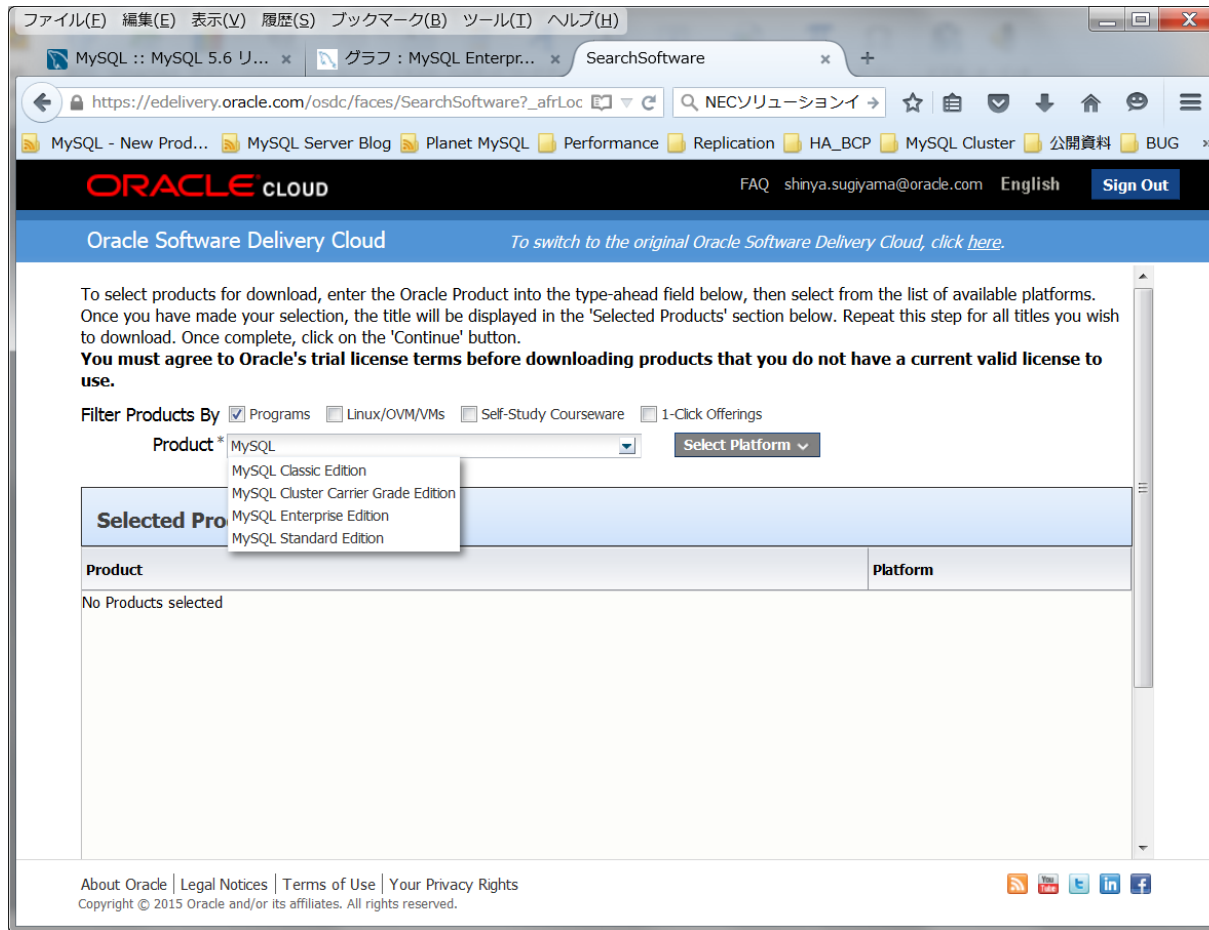 ファイル(F) 編集(E) 表示(V) 履歴(S) ブックマーク(B) ツール(T) ヘルプ(H)
MySQL :: MySQL 5.6 リ... × グラフ : MySQL Enterpr... × SearchSoftware × +
https://edelivery.oracle.com/osdc/faces/SearchSoftware?_afrLoc NECソリューションイ
MySQL - New Prod... MySQL Server Blog Planet MySQL Performance Replication HA_BCP MySQL Cluster 公開資料 BUG »
ORACLE CLOUD FAQ shinya.sugiyama@oracle.com English Sign Out
Oracle Software Delivery Cloud To switch to the original Oracle Software Delivery Cloud, click here.
To select products for download, enter the Oracle Product into the type-ahead field below, then select from the list of available platforms.
Once you have made your selection, the title will be displayed in the 'Selected Products' section below. Repeat this step for all titles you wish
to download. Once complete, click on the 'Continue' button.
You must agree to Oracle's trial license terms before downloading products that you do not have a current valid license to
use.
Filter Products By Programs Linux/OVM/VMs Self-Study Courseware 1-Click Offerings
Product * MySQL Select Platform
MySQL Classic Edition
MySQL Cluster Carrier Grade Edition
MySQL Enterprise Edition
MySQL Standard Edition
Selected Pro
Product Platform
No Products selected
About Oracle | Legal Notices | Terms of Use | Your Privacy Rights
Copyright © 2015 Oracle and/or its affiliates. All rights reserved.
You Tube in f